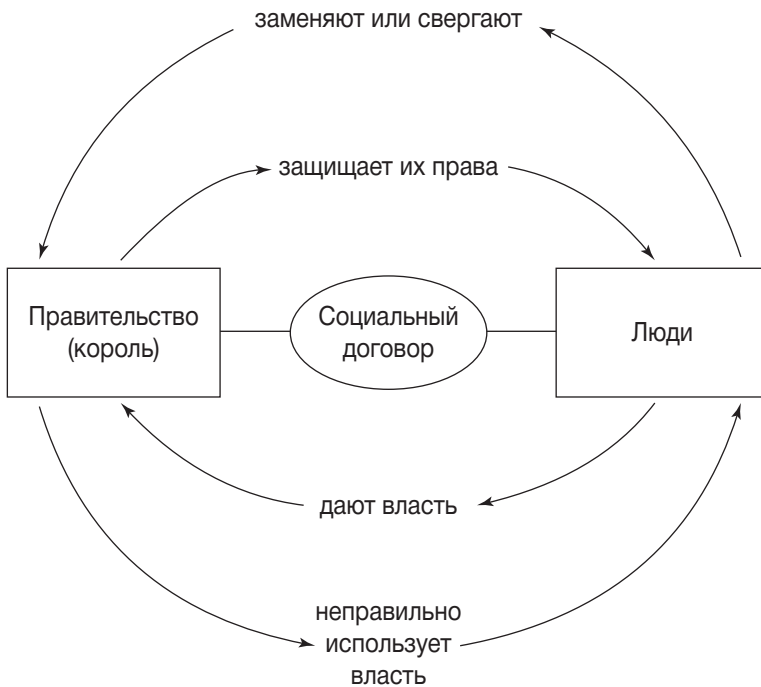 заменяют или свергают
защищает их права
Правительство
(король)
Социальный
договор
Люди
дают власть
неправильно
использует
власть